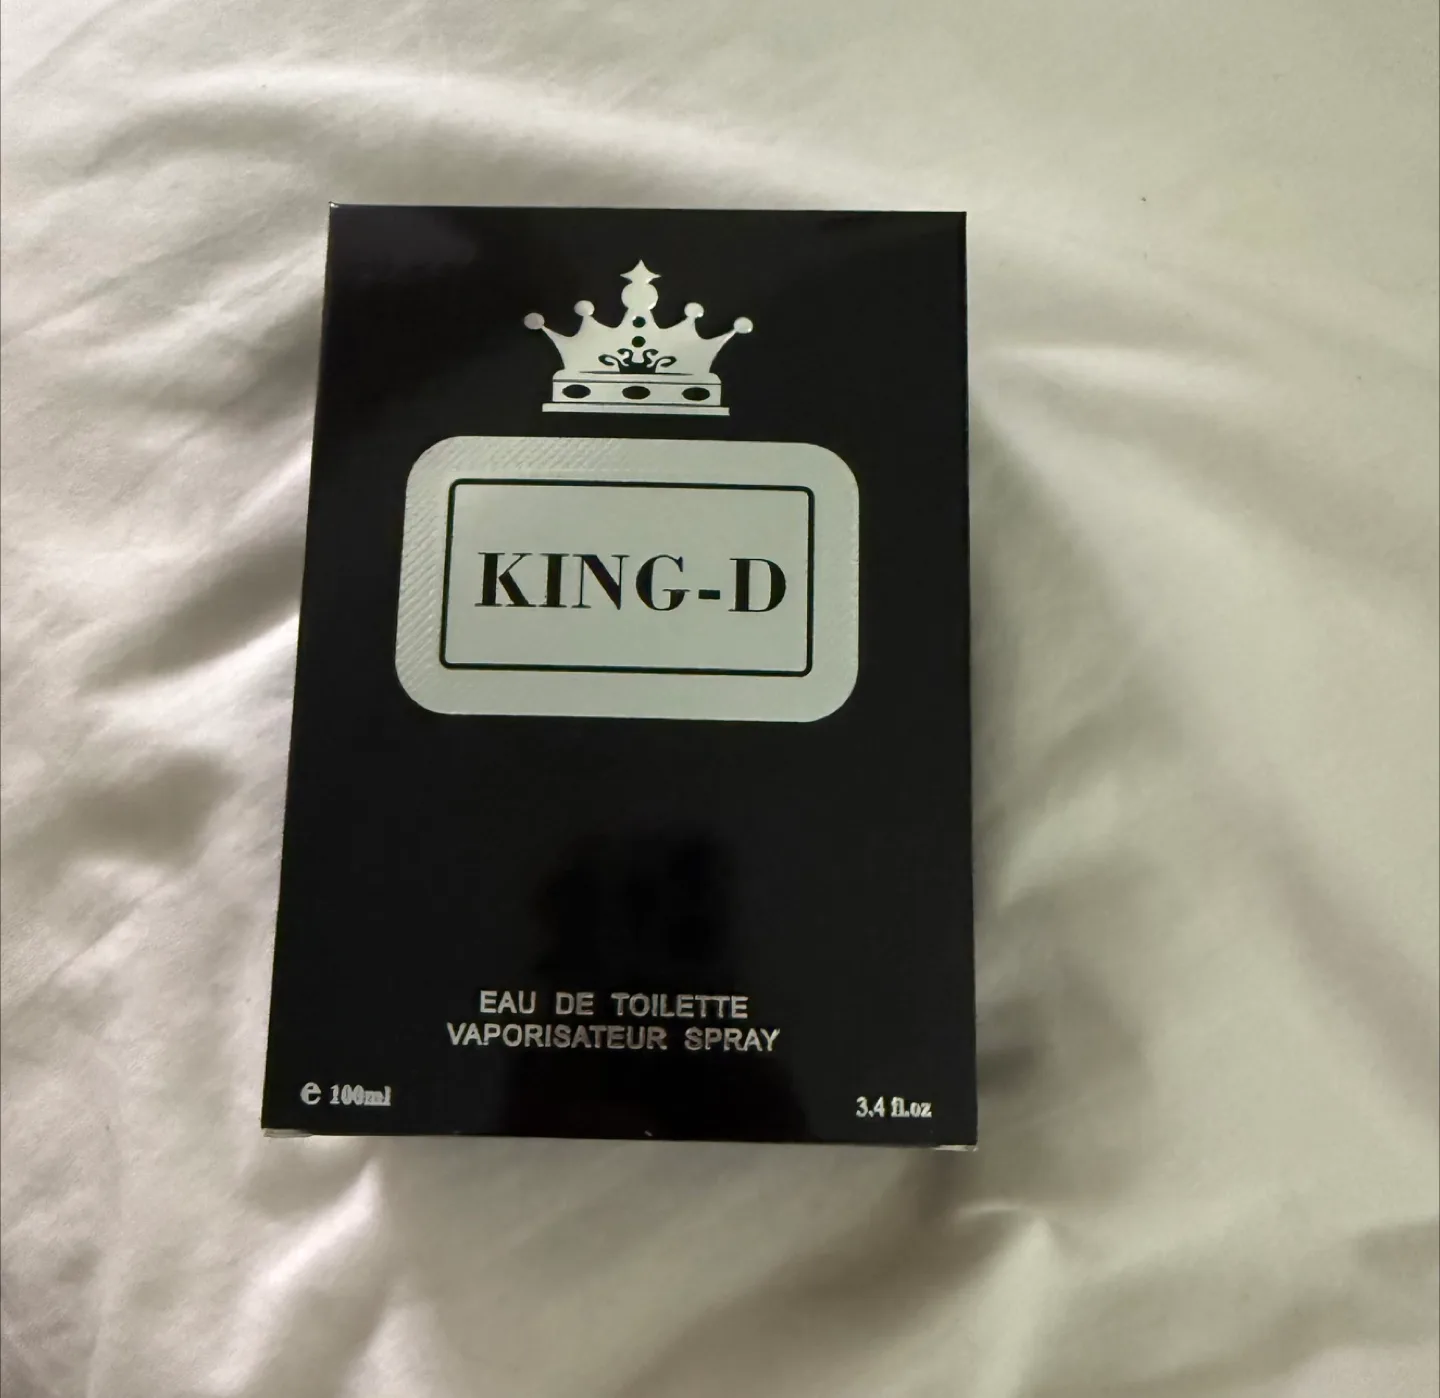 KING-D
EAU DE TOILETTE
VAPORISATEUR SPRAY
e 100ml
3.4 fl.oz